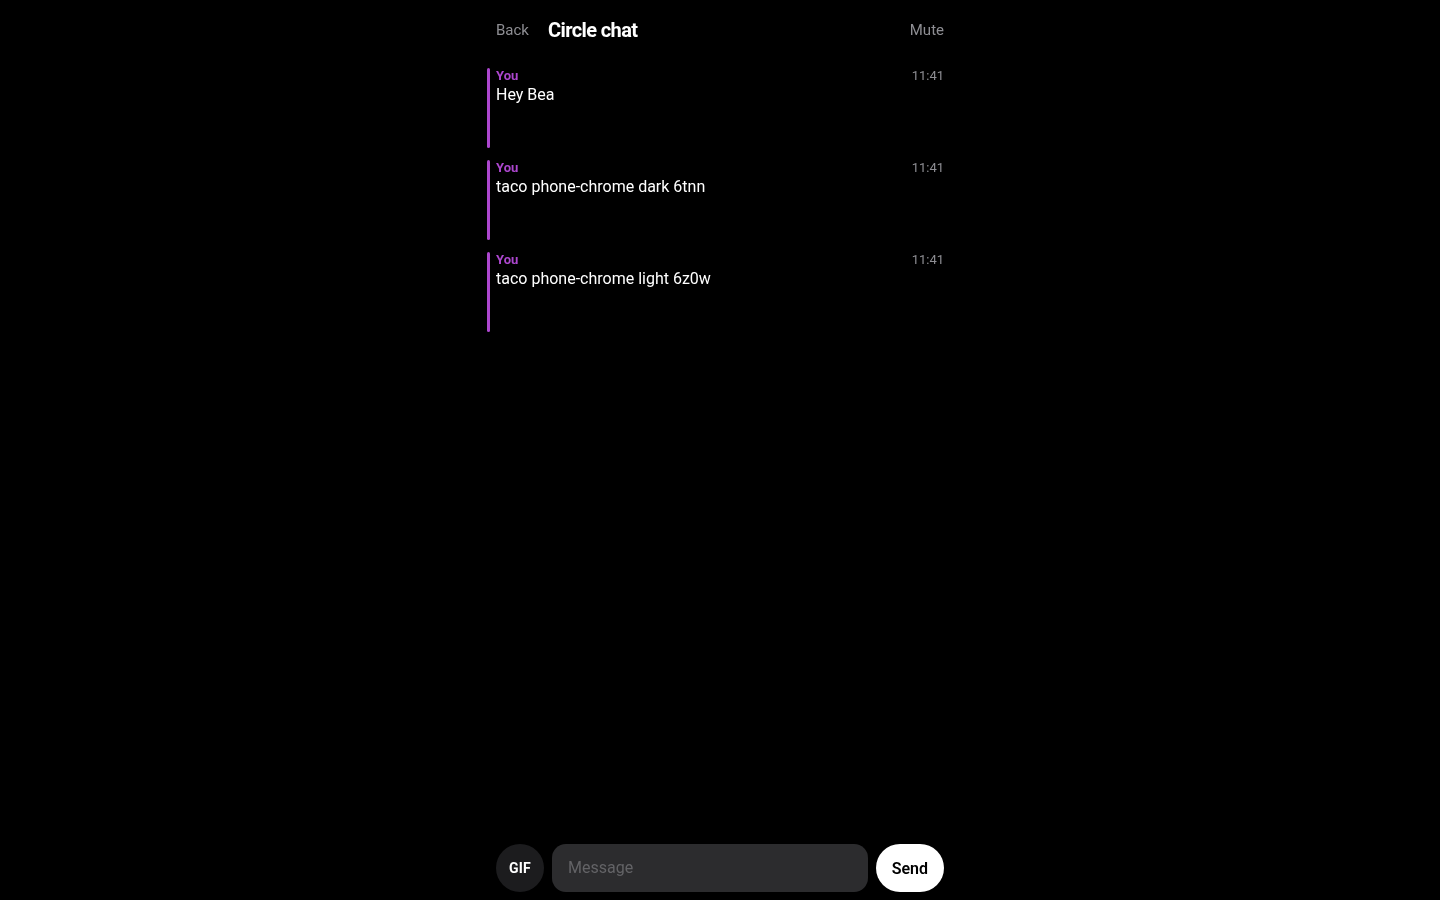 Back Circle chat Mute
You 11:41
Hey Bea
You 11:41
taco phone-chrome dark 6tnn
You 11:41
taco phone-chrome light 6z0w
GIF Message Send